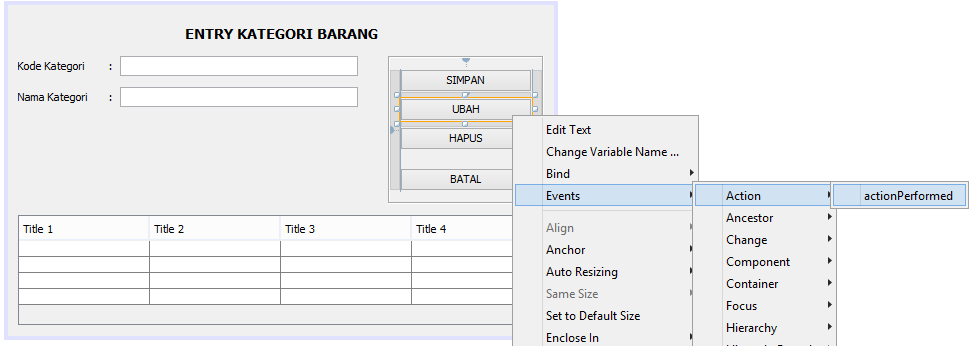 ENTRY KATEGORI BARANG
Kode Kategori :
Nama Kategori :
SIMPAN
UBAH
HAPUS
BATAL
Title 1 Title 2 Title 3 Title 4
Edit Text
Change Variable Name ...
Bind
Events
Align
Anchor
Auto Resizing
Same Size
Set to Default Size
Enclose In
Action
Ancestor
Change
Component
Container
Focus
Hierarchy
actionPerformed